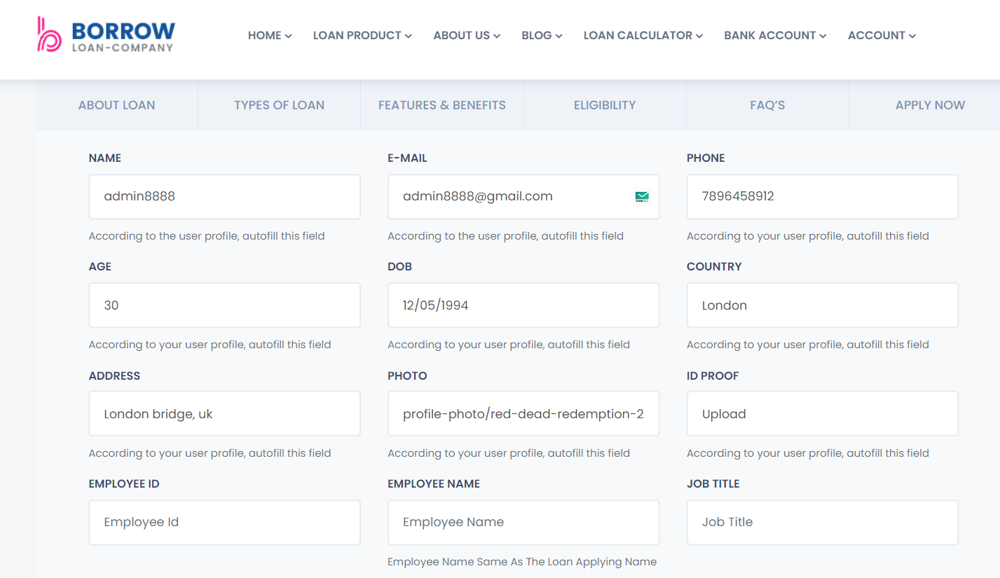 BORROW
LOAN-COMPANY
HOME LOAN PRODUCT ABOUT US BLOG LOAN CALCULATOR BANK ACCOUNT ACCOUNT
ABOUT LOAN TYPES OF LOAN FEATURES & BENEFITS ELIGIBILITY FAQ'S APPLY NOW
NAME E-MAIL PHONE
admin8888 admin8888@gmail.com 7896458912
According to the user profile, autofill this field According to the user profile, autofill this field According to your user profile, autofill this field
AGE DOB COUNTRY
30 12/05/1994 London
According to your user profile, autofill this field According to your user profile, autofill this field According to your user profile, autofill this field
ADDRESS PHOTO ID PROOF
London bridge, uk profile-photo/red-dead-redemption-2 Upload
According to your user profile, autofill this field According to your user profile, autofill this field According to your user profile, autofill this field
EMPLOYEE ID EMPLOYEE NAME JOB TITLE
Employee Id Employee Name Job Title
Employee Name Same As The Loan Applying Name